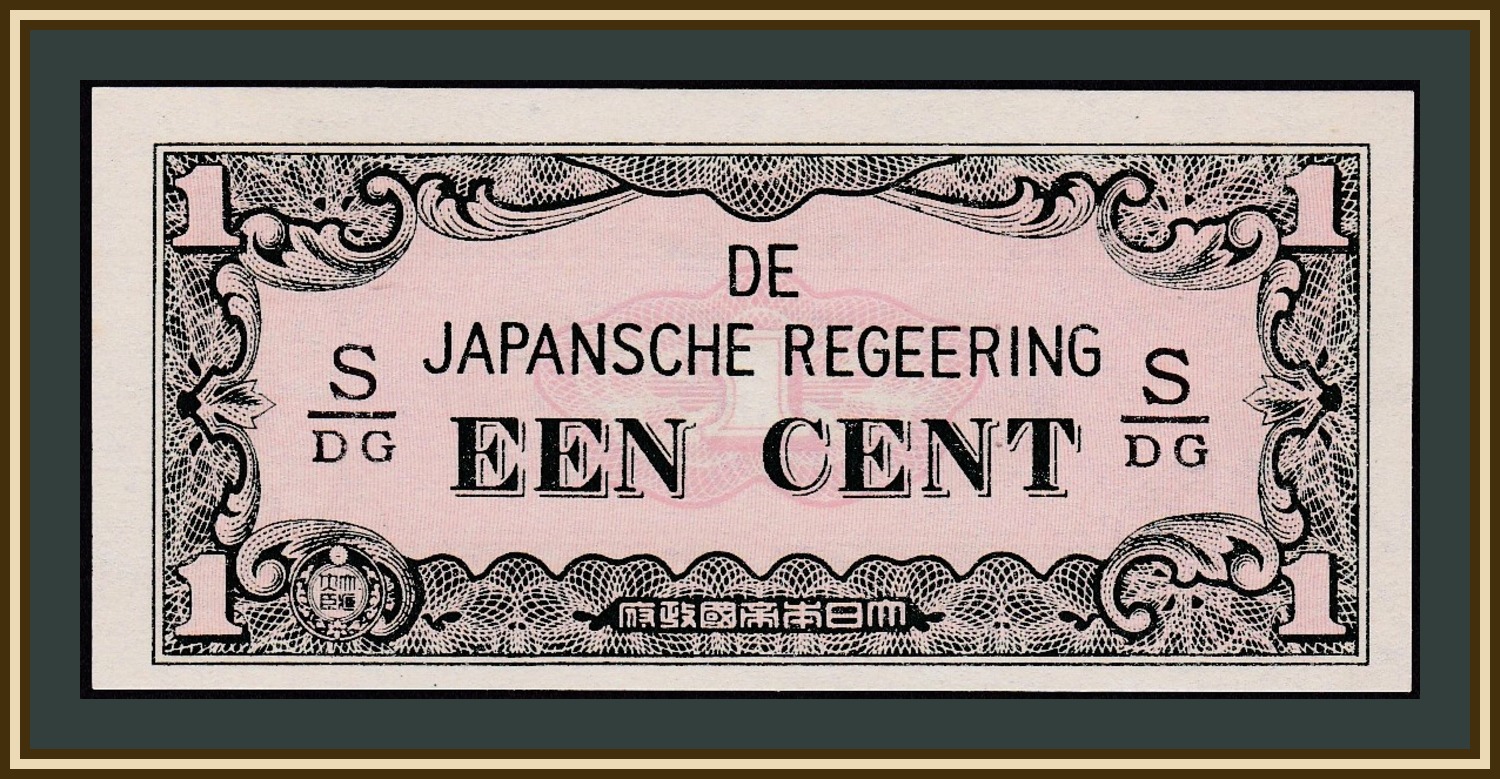 1 1
DE
JAPANSCHE REGEERING
S S
DG DG
EEN CENT
1 1
府政國帝本日大